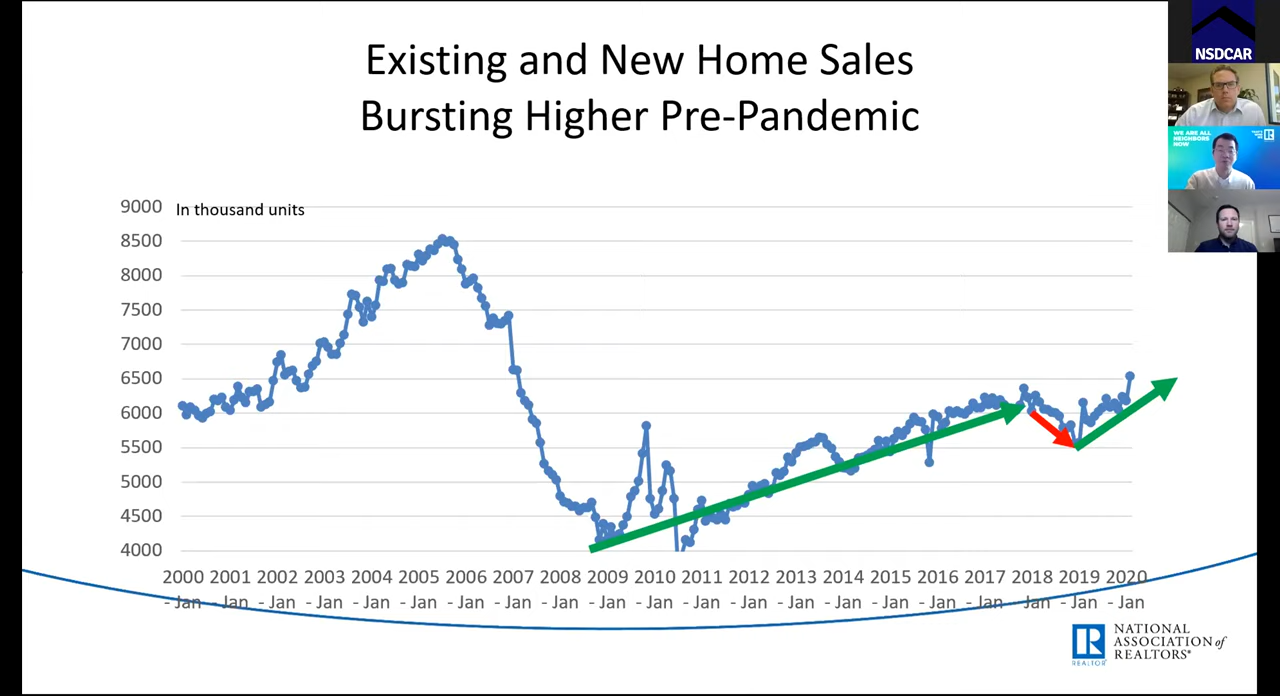 Existing and New Home Sales
Bursting Higher Pre-Pandemic
NSDCAR
WE ARE ALL
NEIGHBORS
NOW
In thousand units
9000
8500
8000
7500
7000
6500
6000
5500
5000
4500
4000
2000 2001 2002 2003 2004 2005 2006 2007 2008 2009 2010 2011 2012 2013 2014 2015 2016 2017 2018 2019 2020
- Jan - Jan - Jan - Jan - Jan - Jan - Jan - Jan - Jan - Jan - Jan - Jan - Jan - Jan - Jan - Jan - Jan - Jan - Jan - Jan - Jan
NATIONAL
ASSOCIATION of
REALTORS®
REALTOR®